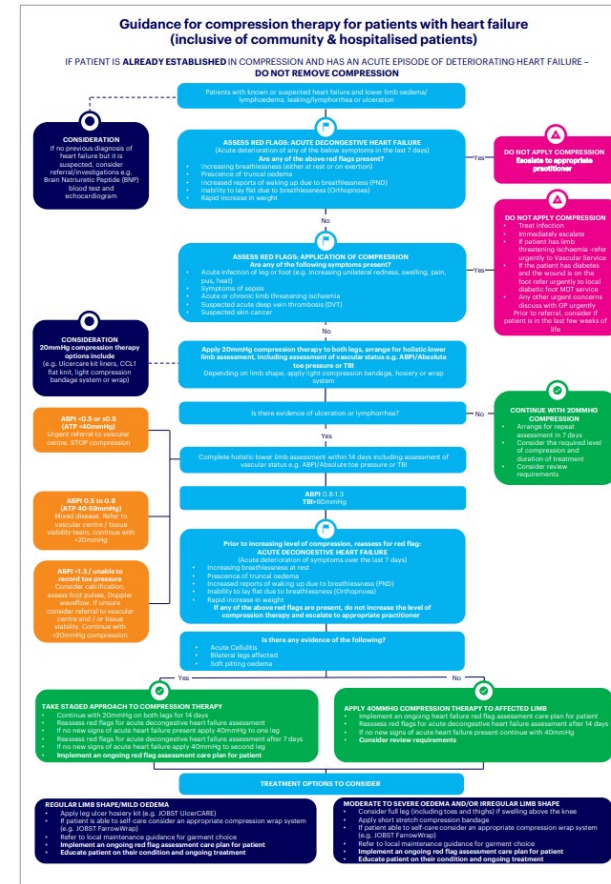 Guidance for compression therapy for patients with heart failure
(inclusive of community & hospitalised patients)
IF PATIENT IS ALREADY ESTABLISHED IN COMPRESSION AND HAS AN ACUTE EPISODE OF DETERIORATING HEART FAILURE –
DO NOT REMOVE COMPRESSION
Patients with known or suspected heart failure and lower limb oedema/
lymphoedema, leaking/lymphorrhea or ulceration
CONSIDERATION
If no previous diagnosis of
heart failure but it is
suspected, consider
referral/investigations e.g.
Brain Natriuretic Peptide (BNP)
blood test and
echocardiogram
ASSESS RED FLAGS: ACUTE DECONGESTIVE HEART FAILURE
(Acute deterioration of any of the below symptoms in the last 7 days)
Are any of the above red flags present?
• Increasing breathlessness (either at rest or on exertion)
• Prescence of truncal oedema
• Increased reports of waking up due to breathlessness (PND)
• Inability to lay flat due to breathlessness (Orthopnoea)
• Rapid increase in weight
Yes
DO NOT APPLY COMPRESSION
Escalate to appropriate
practitioner
No
ASSESS RED FLAGS: APPLICATION OF COMPRESSION
Are any of the following symptoms present?
• Acute infection of leg or foot (e.g. increasing unilateral redness, swelling, pain,
pus, heat)
• Symptoms of sepsis
• Acute or chronic limb threatening ischaemia
• Suspected acute deep vein thrombosis (DVT)
• Suspected skin cancer
Yes
DO NOT APPLY COMPRESSION
• Treat infection
• Immediately escalate
• If patient has limb
threatening ischaemia -refer
urgently to Vascular Service
• If the patient has diabetes
and the wound is on the
foot refer urgently to local
diabetic foot MDT service
• Any other urgent concerns
discuss with GP urgently
Prior to referral, consider if
patient is in the last few weeks of
life
No
CONSIDERATION
20mmHg compression therapy
options include
(e.g. Ulcercare kit liners, CCL1
flat knit, light compression
bandage system or wrap)
Apply 20mmHg compression therapy to both legs, arrange for holistic lower
limb assessment, including assessment of vascular status e.g. ABPI/Absolute
toe pressure or TBI
Depending on limb shape, apply light compression bandage, hosiery or wrap
system
Is there evidence of ulceration or lymphorrhea?
No
CONTINUE WITH 20MMHG
COMPRESSION
• Arrange for repeat
assessment in 7 days
• Consider the required level
of compression and
duration of treatment
• Consider review
requirements
Yes
ABPI <0.5 or ≤0.5
(ATP <40mmHg)
Urgent referral to vascular
centre. STOP compression
Complete holistic lower limb assessment within 14 days including assessment of
vascular status e.g. ABPI/Absolute toe pressure or TBI
ABPI 0.8-1.3
TBI>60mmHg
ABPI 0.5 to 0.8
(ATP 40-59mmHg)
Mixed disease. Refer to
vascular centre / tissue
viability team, continue with
<20mmHg
Prior to increasing level of compression, reassess for red flag:
ACUTE DECONGESTIVE HEART FAILURE
(Acute deterioration of symptoms over the last 7 days)
• Increasing breathlessness at rest
• Prescence of truncal oedema
• Increased reports of waking up due to breathlessness (PND)
• Inability to lay flat due to breathlessness (Orthopnoea)
• Rapid increase in weight
If any of the above red flags are present, do not increase the level of
compression therapy and escalate to appropriate practitioner
ABPI >1.3 / unable to
record toe pressure
Consider calcification,
assess foot pulses, Doppler
waveflow. If unsure
consider referral to vascular
centre and / or tissue
viability. Continue with
<20mmHg compression
Is there any evidence of the following?
• Acute Cellulitis
• Bilateral legs affected
• Soft pitting oedema
Yes
No
TAKE STAGED APPROACH TO COMPRESSION THERAPY
• Continue with 20mmHg on both legs for 14 days
• Reassess red flags for acute decongestive heart failure assessment
• If no new signs of acute heart failure present apply 40mmHg to one leg
• Reassess red flags for acute decongestive heart failure assessment after 7 days
• If no new signs of acute heart failure apply 40mmHg to second leg
• Implement an ongoing red flag assessment care plan for patient
APPLY 40MMHG COMPRESSION THERAPY TO AFFECTED LIMB
• Implement an ongoing heart failure red flag assessment care plan for patient
• Reassess red flags for acute decongestive heart failure assessment after 14 days
• If no new signs of acute heart failure present continue with 40mmHg
• Consider review requirements
TREATMENT OPTIONS TO CONSIDER
REGULAR LIMB SHAPE/MILD OEDEMA
• Apply leg ulcer hosiery kit (e.g. JOBST UlcerCARE)
• If patient is able to self-care consider an appropriate compression wrap system
(e.g. JOBST FarrowWrap)
• Refer to local maintenance guidance for garment choice
• Implement an ongoing red flag assessment care plan for patient
• Educate patient on their condition and ongoing treatment
MODERATE TO SEVERE OEDEMA AND/OR IRREGULAR LIMB SHAPE
• Consider full leg (including toes and thighs) if swelling above the knee
• Apply short stretch compression bandage
• If patient able to self-care consider an appropriate compression wrap system (e.g.
JOBST FarrowWrap)
• Refer to local maintenance guidance for garment choice
• Implement an ongoing red flag assessment care plan for patient
• Educate patient on their condition and ongoing treatment